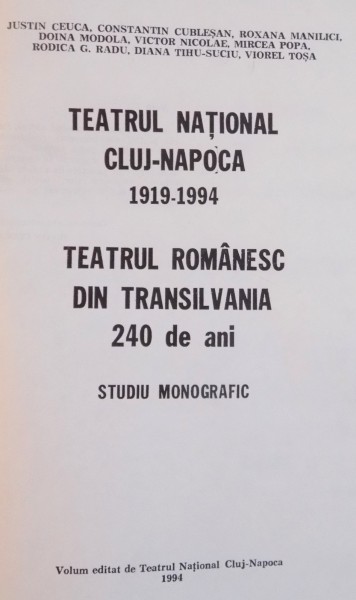 JUSTIN CEUCA, CONSTANTIN CUBLEȘAN, ROXANA MANILICI,
DOINA MODOLA, VICTOR NICOLAE, MIRCEA POPA,
RODICA G. RADU, DIANA TIHU-SUCIU, VIOREL TOȘA
TEATRUL NAȚIONAL
CLUJ-NAPOCA
1919-1994
TEATRUL ROMÂNESC
DIN TRANSILVANIA
240 de ani
STUDIU MONOGRAFIC
Volum editat de Teatrul Național Cluj-Napoca
1994